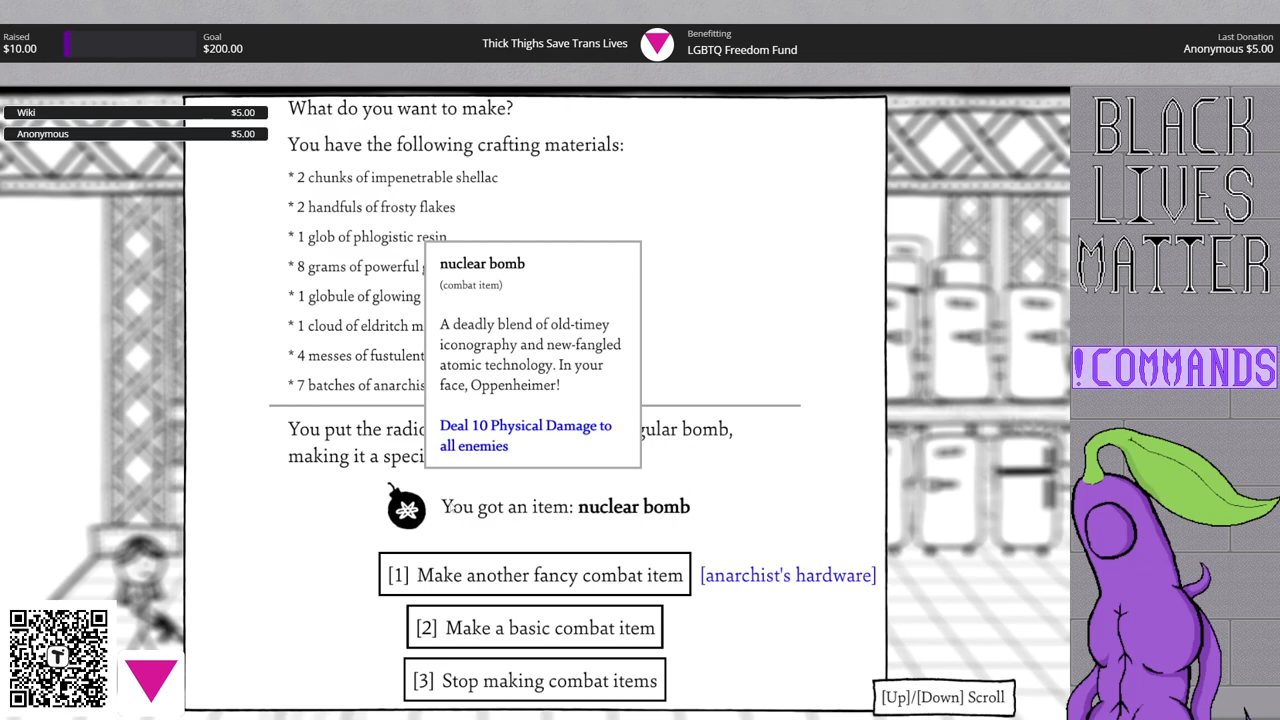 Raised
$10.00
Goal
$200.00
Thick Thighs Save Trans Lives
Benefitting
LGBTQ Freedom Fund
Last Donation
Anonymous $5.00
Wiki $5.00
Anonymous $5.00
What do you want to make?
You have the following crafting materials:
* 2 chunks of impenetrable shellac
* 2 handfuls of frosty flakes
* 1 glob of phlogistic resin
* 8 grams of powerful
* 1 globule of glowing
* 1 cloud of eldritch
* 4 messes of fustulent
* 7 batches of
nuclear bomb
(combat item)
A deadly blend of old-timey
iconography and new-fangled
atomic technology. In your
face, Oppenheimer!
Deal 10 Physical Damage to
all enemies
You put the bomb,
making it a
You got an item: nuclear bomb
[1] Make another fancy combat item [anarchist's hardware]
[2] Make a basic combat item
[3] Stop making combat items
[Up]/[Down] Scroll
BLACK
LIVES
MATTER
!COMMANDS
T